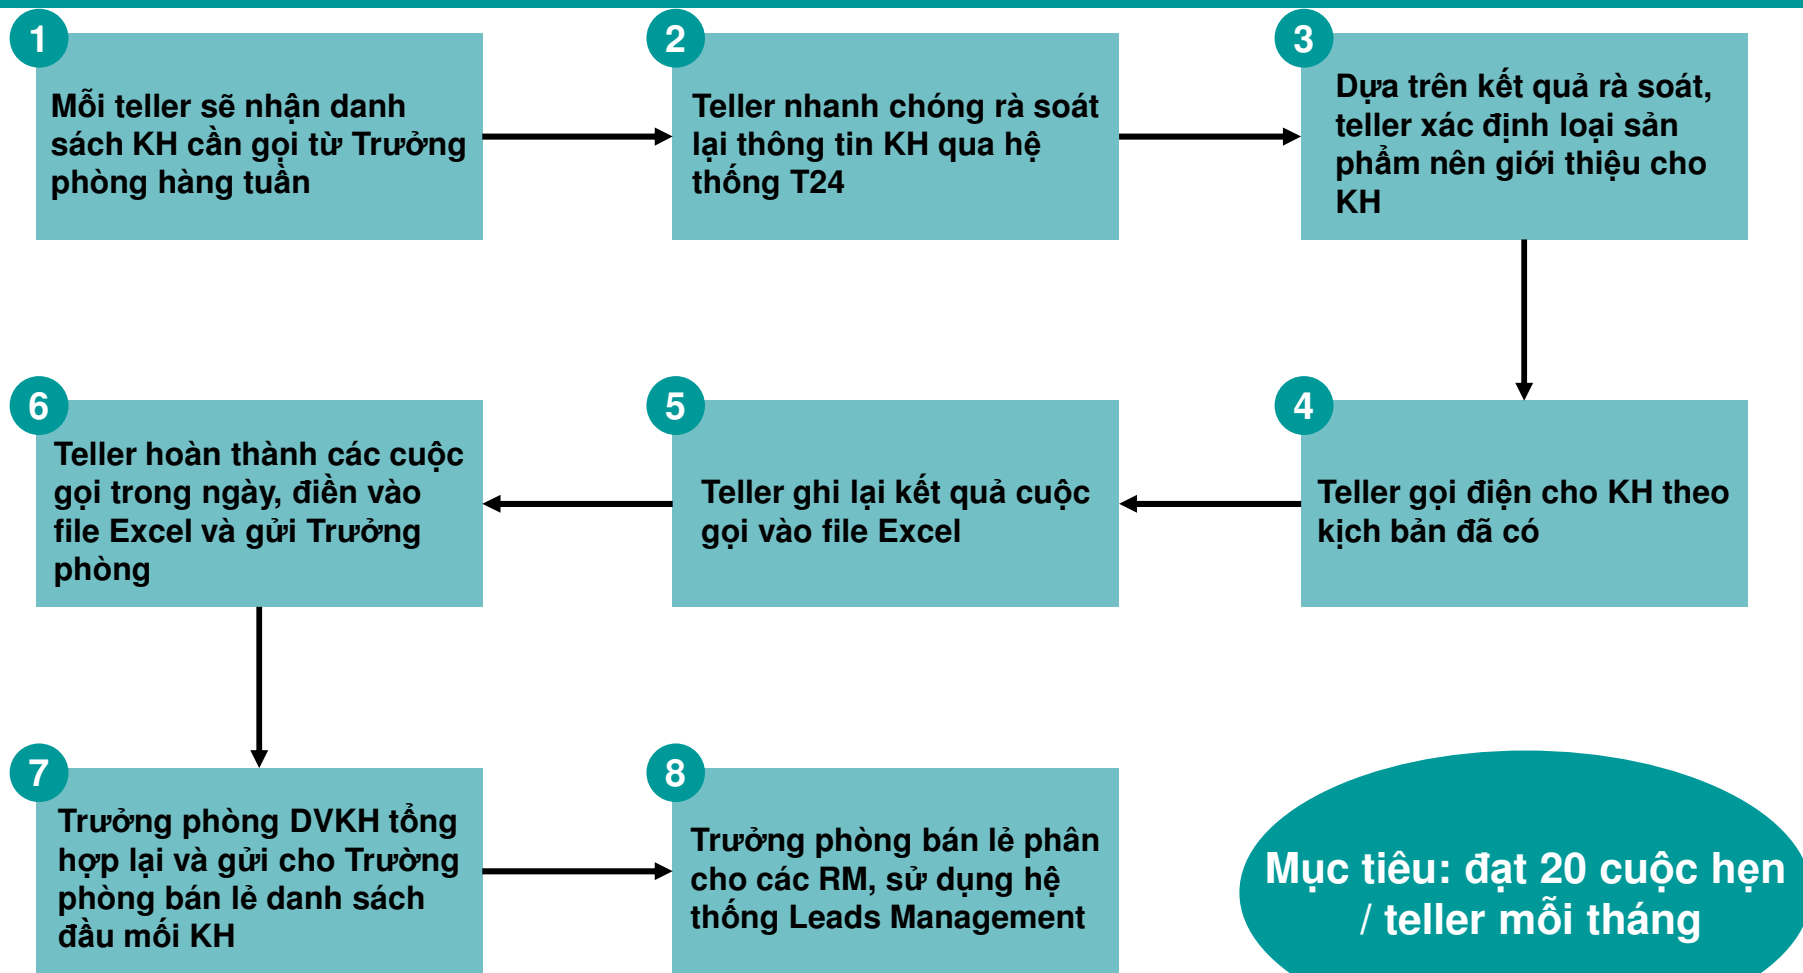 1
Mỗi teller sẽ nhận danh
sách KH cần gọi từ Trưởng
phòng hàng tuần
2
Teller nhanh chóng rà soát
lại thông tin KH qua hệ
thống T24
3
Dựa trên kết quả rà soát,
teller xác định loại sản
phẩm nên giới thiệu cho
KH
4
Teller gọi điện cho KH theo
kịch bản đã có
5
Teller ghi lại kết quả cuộc
gọi vào file Excel
6
Teller hoàn thành các cuộc
gọi trong ngày, điền vào
file Excel và gửi Trưởng
phòng
7
Trưởng phòng DVKH tổng
hợp lại và gửi cho Trường
phòng bán lẻ danh sách
đầu mối KH
8
Trưởng phòng bán lẻ phân
cho các RM, sử dụng hệ
thống Leads Management
Mục tiêu: đạt 20 cuộc hẹn
/ teller mỗi tháng